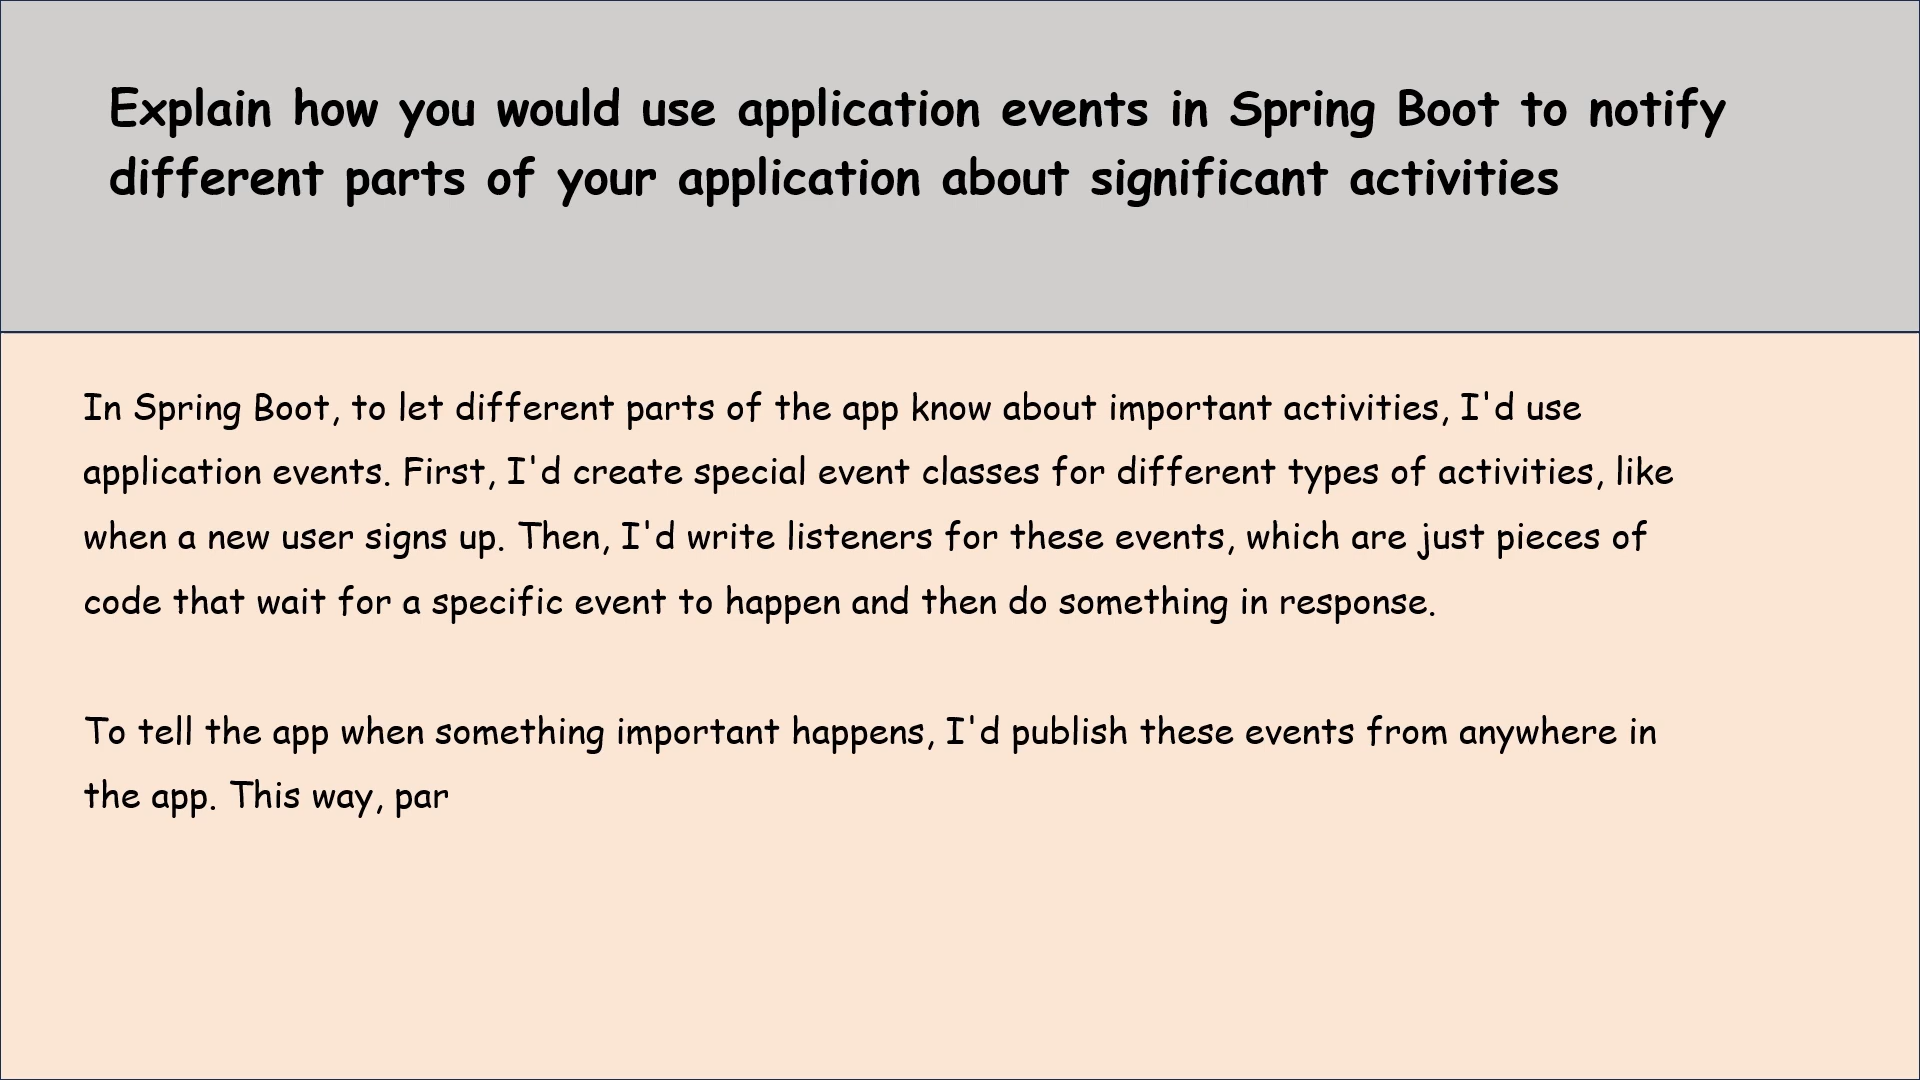 Explain how you would use application events in Spring Boot to notify
different parts of your application about significant activities
In Spring Boot, to let different parts of the app know about important activities, I'd use
application events. First, I'd create special event classes for different types of activities, like
when a new user signs up. Then, I'd write listeners for these events, which are just pieces of
code that wait for a specific event to happen and then do something in response.
To tell the app when something important happens, I'd publish these events from anywhere in
the app. This way, par